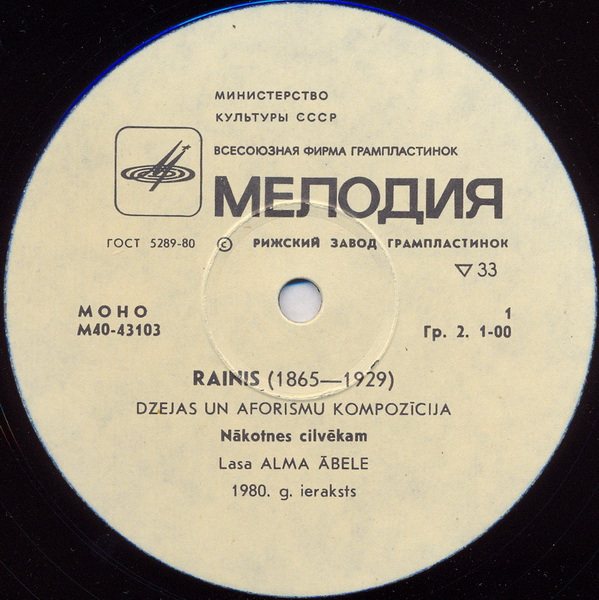 МИНИСТЕРСТВО
КУЛЬТУРЫ СССР
ВСЕСОЮЗНАЯ ФИРМА ГРАМПЛАСТИНОК
МЕЛОДИЯ
ГОСТ 5289-80 © РИЖСКИЙ ЗАВОД ГРАМПЛАСТИНОК
▽ 33
МОНО 1
М40-43103 Гр. 2. 1-00
RAINIS (1865—1929)
DZEJAS UN AFORISMU KOMPOZĪCIJA
Nākotnes cilvēkam
Lasa ALMA ĀBELE
1980. g. ieraksts